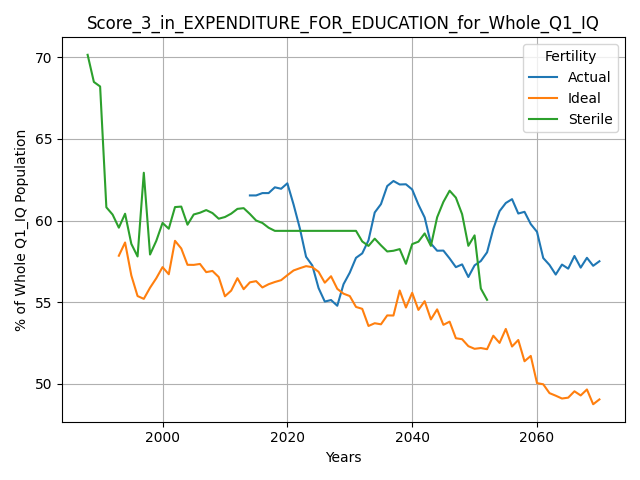 Score_3_in_EXPENDITURE_FOR_EDUCATION_for_Whole_Q1_IQ
% of Whole Q1_IQ Population
70
65
60
55
50
Fertility
Actual
Ideal
Sterile
2000
2020
2040
2060
Years